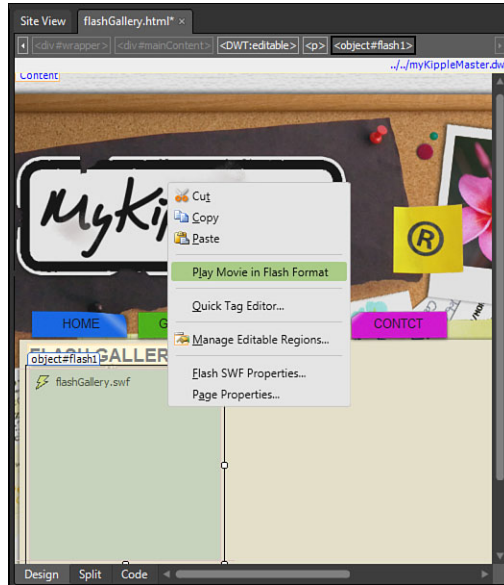 Site View flashGallery.html* ×
<div#wrapper> <div#mainContent> <DWT:editable> <p> <object#flash1>
../../myKippleMaster.dw
Content
MyKip
®
Cut
Copy
Paste
Play Movie in Flash Format
Quick Tag Editor...
Manage Editable Regions...
Flash SWF Properties...
Page Properties...
HOME G CONTCT
FLASH GALLER
object#flash1
flashGallery.swf
Design Split Code